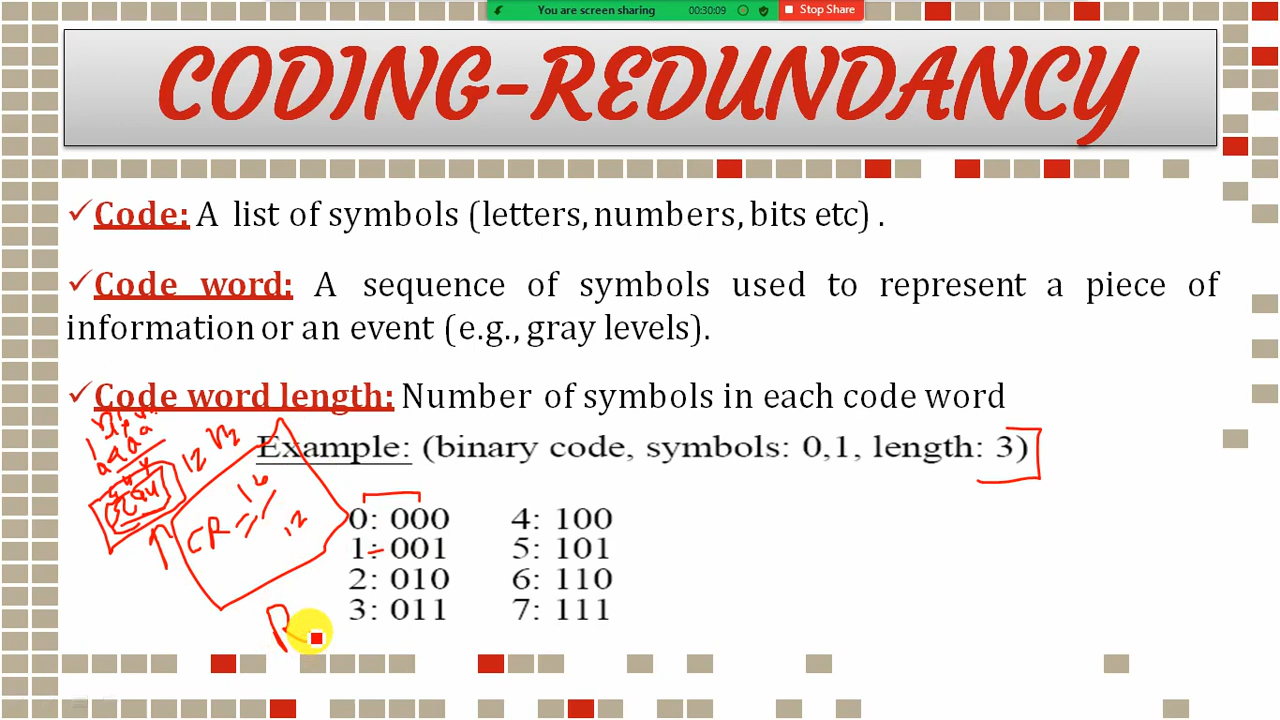 You are screen sharing 00:30:09 Stop Share
CODING-REDUNDANCY
✓Code: A list of symbols (letters, numbers, bits etc) .
✓Code word: A sequence of symbols used to represent a piece of
information or an event (e.g., gray levels).
✓Code word length: Number of symbols in each code word
Example: (binary code, symbols: 0,1, length: 3)
0: 000 4: 100
1: 001 5: 101
2: 010 6: 110
3: 011 7: 111
12
CR = 16/12
R